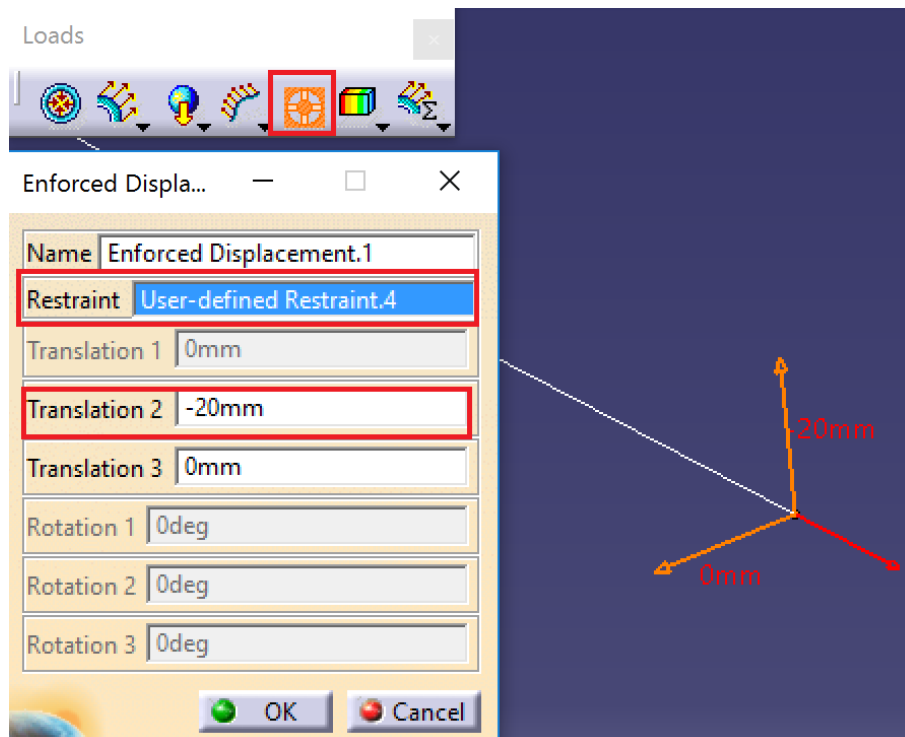 Loads
Enforced Displa...
Name Enforced Displacement.1
Restraint User-defined Restraint.4
Translation 1 0mm
Translation 2 -20mm
Translation 3 0mm
Rotation 1 0deg
Rotation 2 0deg
Rotation 3 0deg
OK Cancel
-20mm
0mm